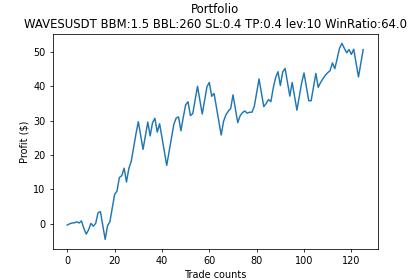 Portfolio
WAVESUSDT BBM:1.5 BBL:260 SL:0.4 TP:0.4 lev:10 WinRatio:64.0
50
40
30
20
10
0
Profit ($)
0 20 40 60 80 100 120
Trade counts